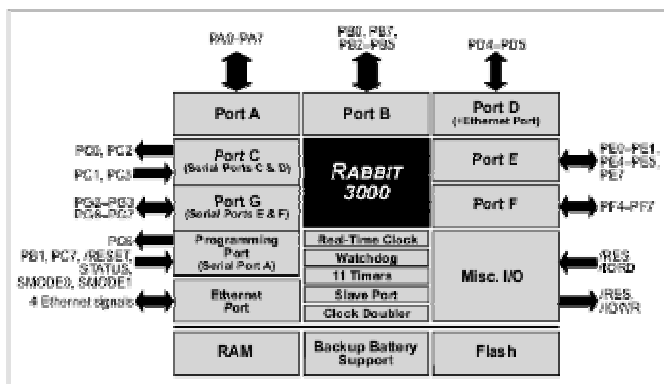 PA0–PA7
PB0, PB7,
PB2–PB5
PD4–PD5
Port A
Port B
Port D
(+Ethernet Port)
PC0, PC2
PC1, PC3
Port C
(Serial Ports C & D)
RABBIT
3000
Port E
PE0–PE1,
PE4–PE5,
PE7
PG2–PG3
PG6–PG7
Port G
(Serial Ports E & F)
Port F
PF4–PF7
PC6
PB1, PC7, /RESET,
STATUS,
SMODE0, SMODE1
Programming
Port
(Serial Port A)
Real-Time Clock
Watchdog
11 Timers
Slave Port
Clock Doubler
Misc. I/O
/RES
/IORD
/RES,
/IOWR
4 Ethernet signals
Ethernet
Port
RAM
Backup Battery
Support
Flash